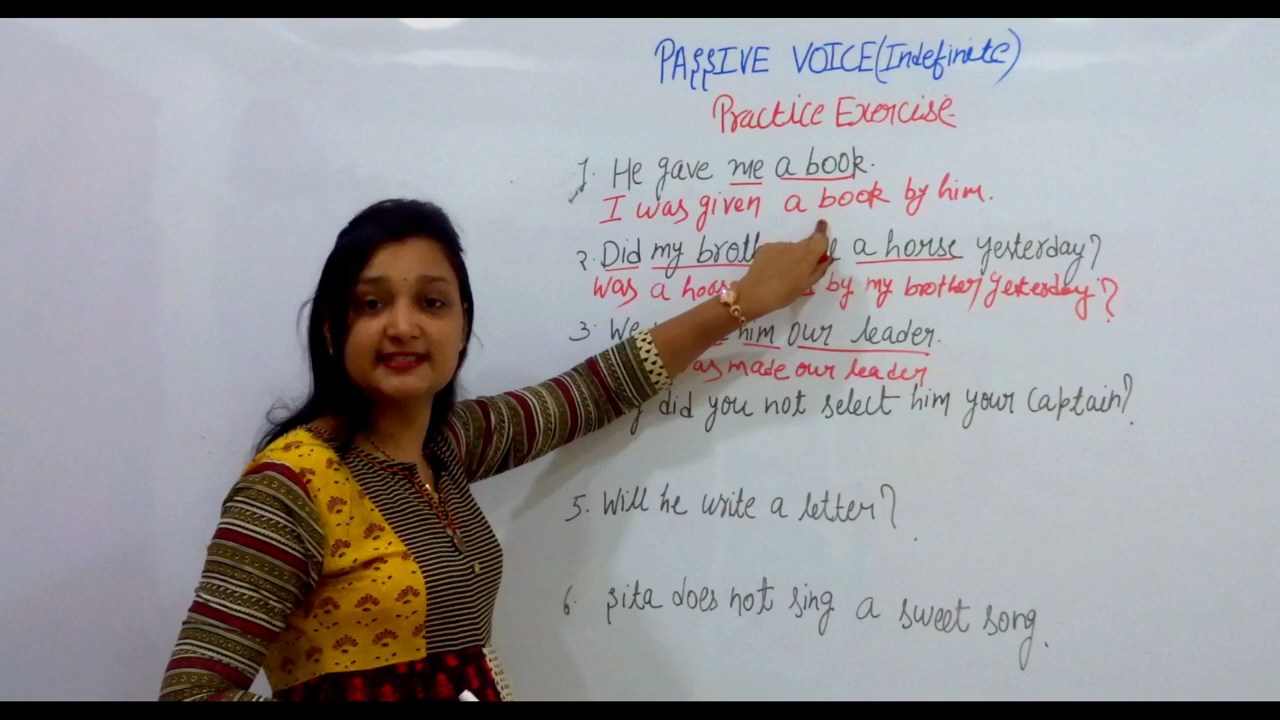 PASSIVE VOICE (Indefinite)
Practice Exercise
1. He gave me a book.
I was given a book by him.
2. Did my a horse yesterday?
Was a by my brother yesterday?
3. We him our leader.
made our leader
did you not select him your captain?
5. Will he write a letter?
6. Sita does not sing a sweet song.